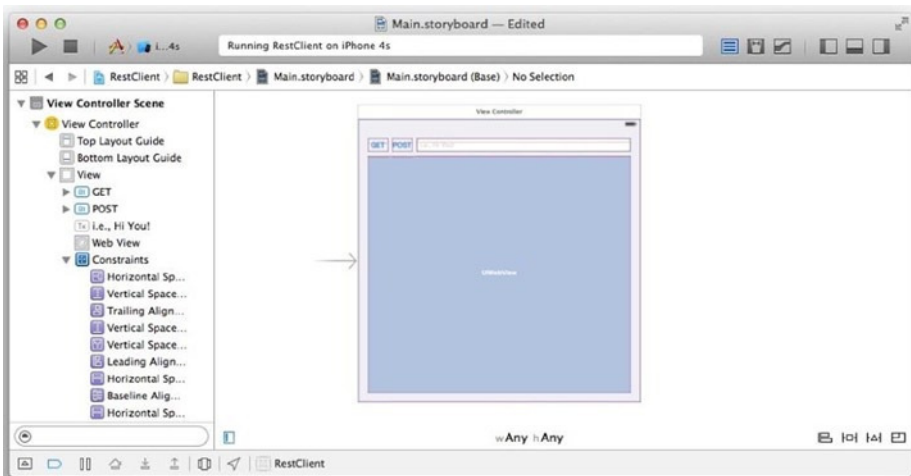 Main.storyboard — Edited
i...4s
Running RestClient on iPhone 4s
RestClient
RestClient
Main.storyboard
Main.storyboard (Base)
No Selection
View Controller Scene
View Controller
Top Layout Guide
Bottom Layout Guide
View
GET
POST
Tx
i.e., Hi You!
Web View
Constraints
Horizontal Sp...
Vertical Space...
Trailing Align...
Vertical Space...
Vertical Space...
Leading Align...
Horizontal Sp...
Baseline Alig...
Horizontal Sp...
View Controller
GET
POST
UIWebView
wAny hAny
RestClient